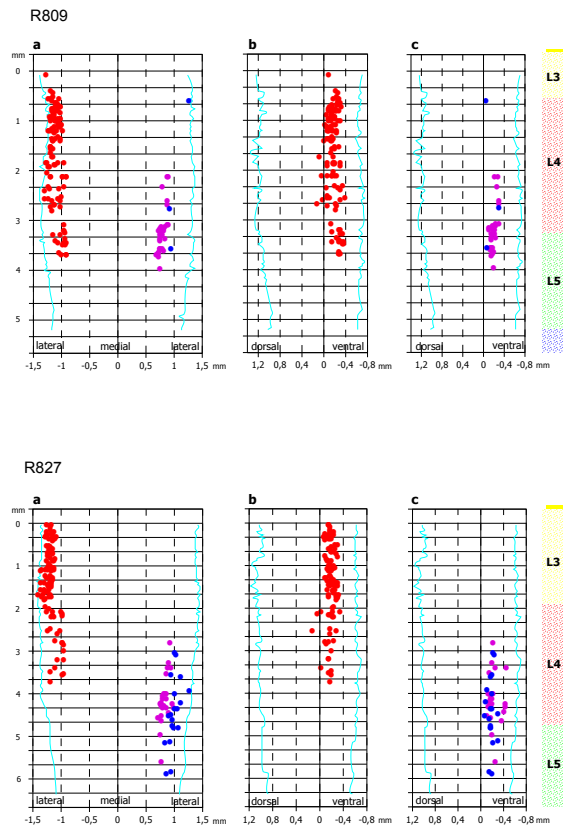 R809
a b c
mm
0
1
2
3
4
5
L3
L4
L5
lateral medial lateral
dorsal ventral
dorsal ventral
-1,5 -1 -0,5 0 0,5 1 1,5 mm
1,2 0,8 0,4 0 -0,4 -0,8 mm
1,2 0,8 0,4 0 -0,4 -0,8 mm
R827
a b c
mm
0
1
2
3
4
5
6
L3
L4
L5
lateral medial lateral
dorsal ventral
dorsal ventral
-1,5 -1 -0,5 0 0,5 1 1,5 mm
1,2 0,8 0,4 0 -0,4 -0,8 mm
1,2 0,8 0,4 0 -0,4 -0,8 mm